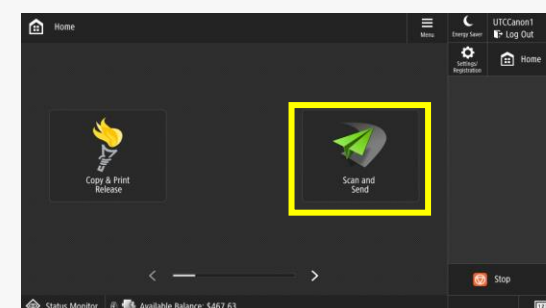 Home
Menu
Energy Saver
UTCCanon1
Log Out
Settings/
Registration
Home
Copy & Print
Release
Scan and
Send
Stop
Status Monitor
Available Balance: $467.63